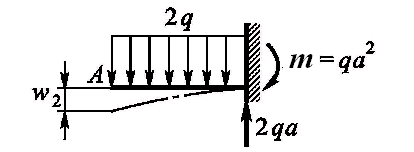 2q
A
m = qa²
w₂
2qa